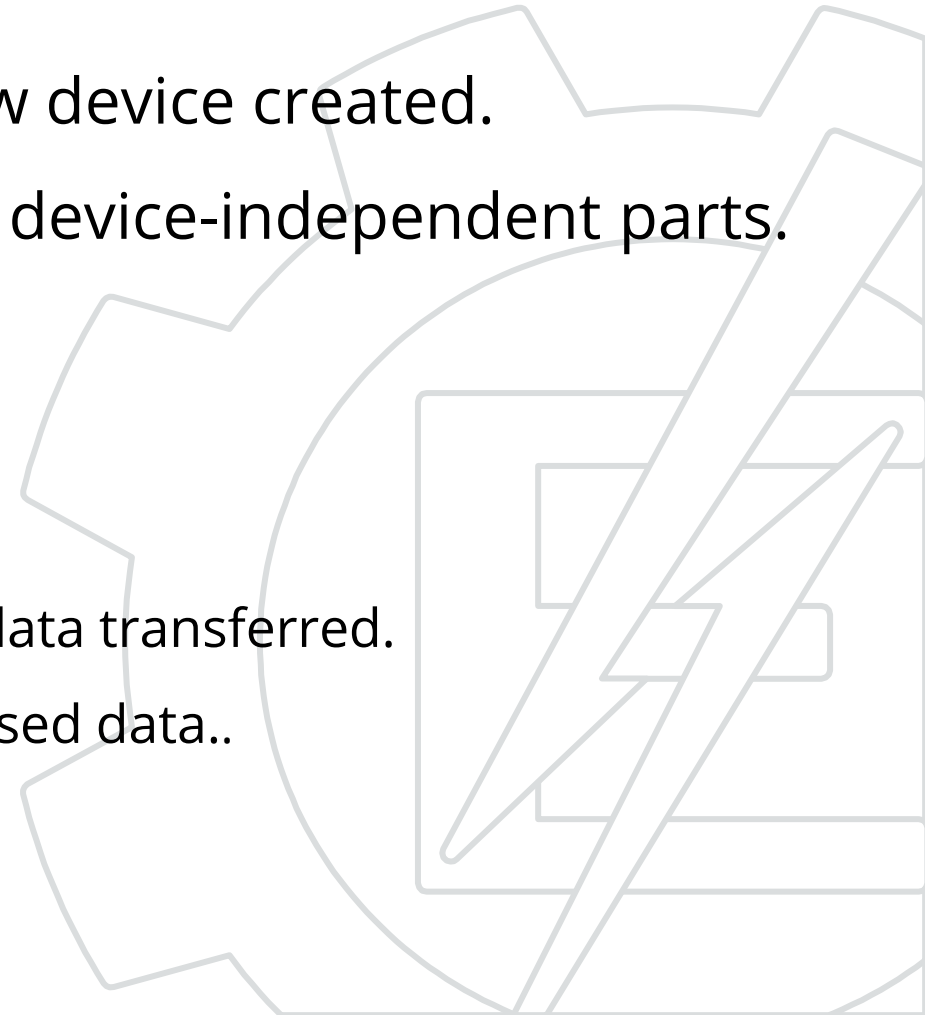 w device created.
device-independent parts.
data transferred.
sed data..